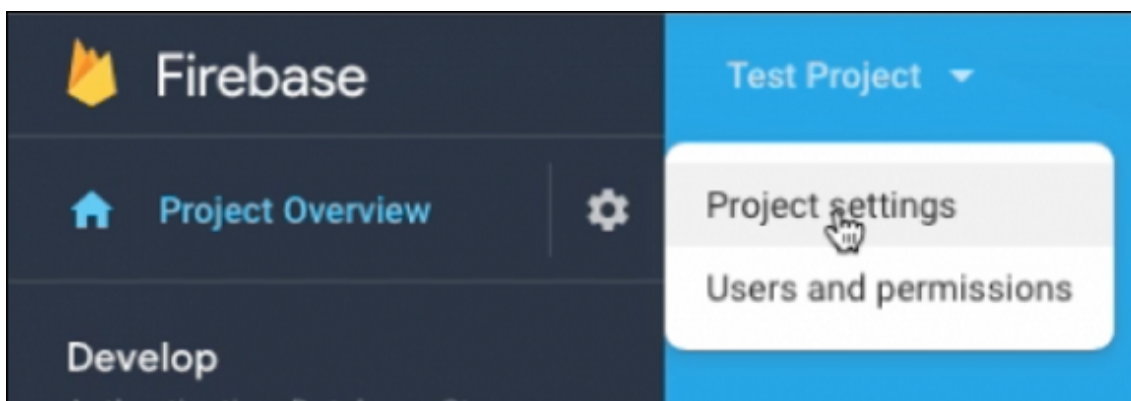 Firebase
Test Project
Project Overview
Project settings
Users and permissions
Develop